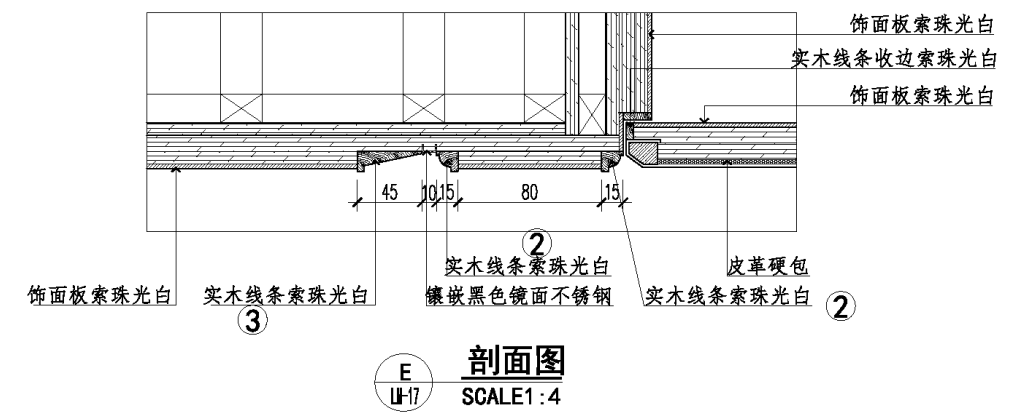 饰面板索珠光白
实木线条收边索珠光白
饰面板索珠光白
45 10 15 80 15
②
实木线条索珠光白
皮革硬包
饰面板索珠光白 实木线条索珠光白 镶嵌黑色镜面不锈钢 实木线条索珠光白
③ ②
E 剖面图
-17 SCALE1:4